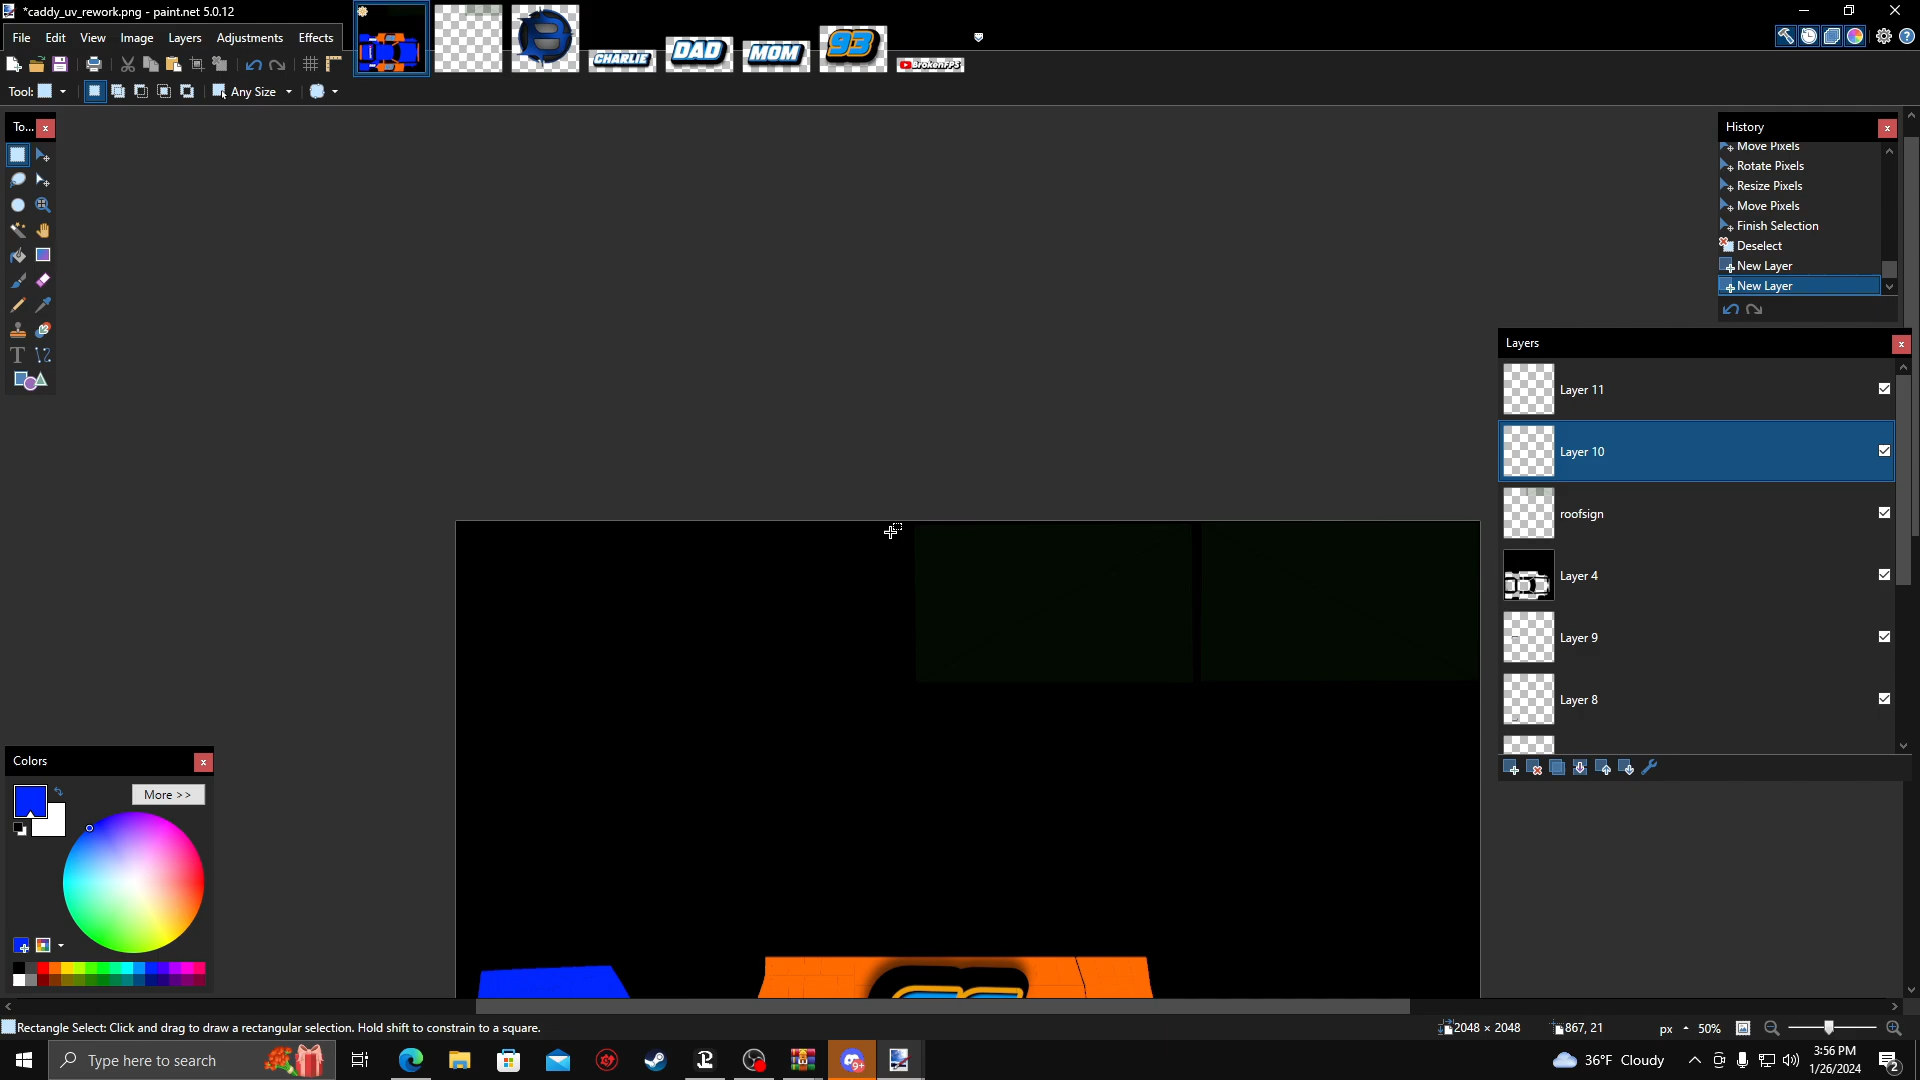 *caddy_uv_rework.png - paint.net 5.0.12
File Edit View Image Layers Adjustments Effects
CHARLIE
DAD
MOM
93
BrokenFPS
Tool:
Any Size
To...
History
Move Pixels
Rotate Pixels
Resize Pixels
Move Pixels
Finish Selection
Deselect
New Layer
New Layer
Layers
Layer 11
Layer 10
roofsign
Layer 4
Layer 9
Layer 8
Colors
More >>
Rectangle Select: Click and drag to draw a rectangular selection. Hold shift to constrain to a square.
2048 × 2048
867, 21
px
50%
Type here to search
9+
36°F Cloudy
3:56 PM
1/26/2024
2